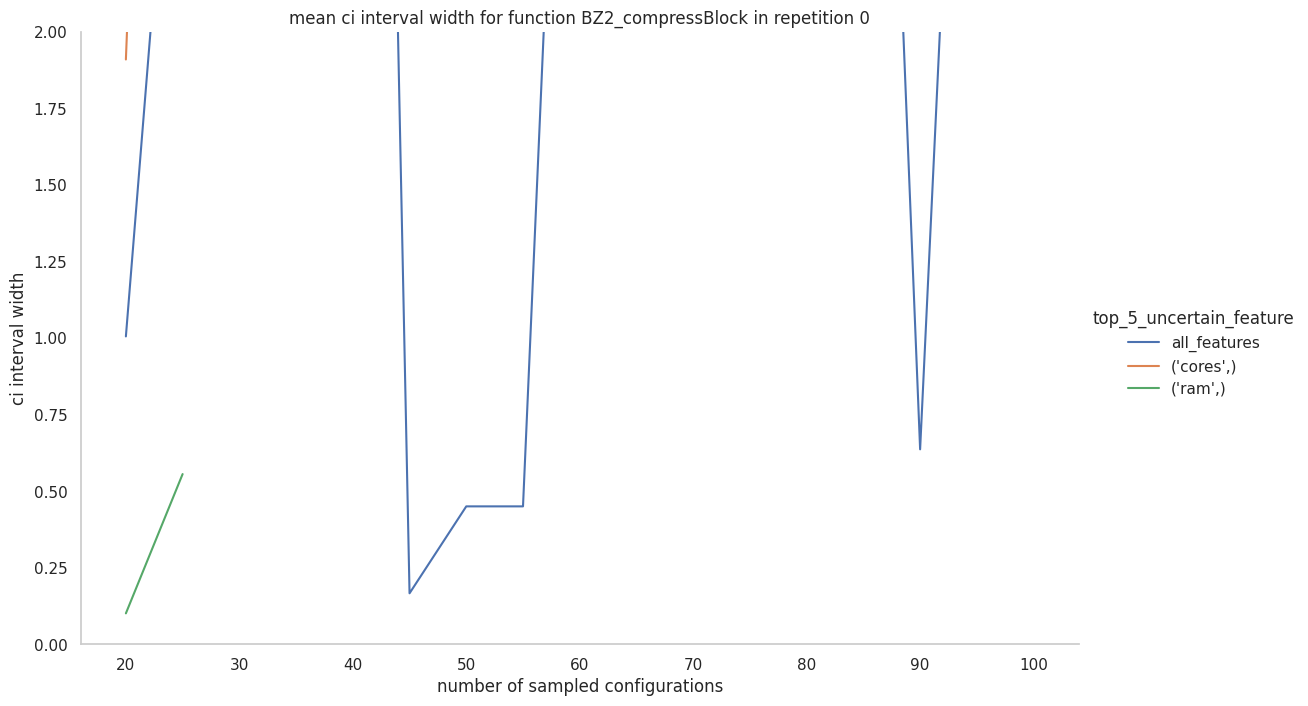 mean ci interval width for function BZ2_compressBlock in repetition 0
2.00
1.75
1.50
1.25
1.00
0.75
0.50
0.25
0.00
ci interval width
20 30 40 50 60 70 80 90 100
number of sampled configurations
top_5_uncertain_feature
all_features
('cores',)
('ram',)